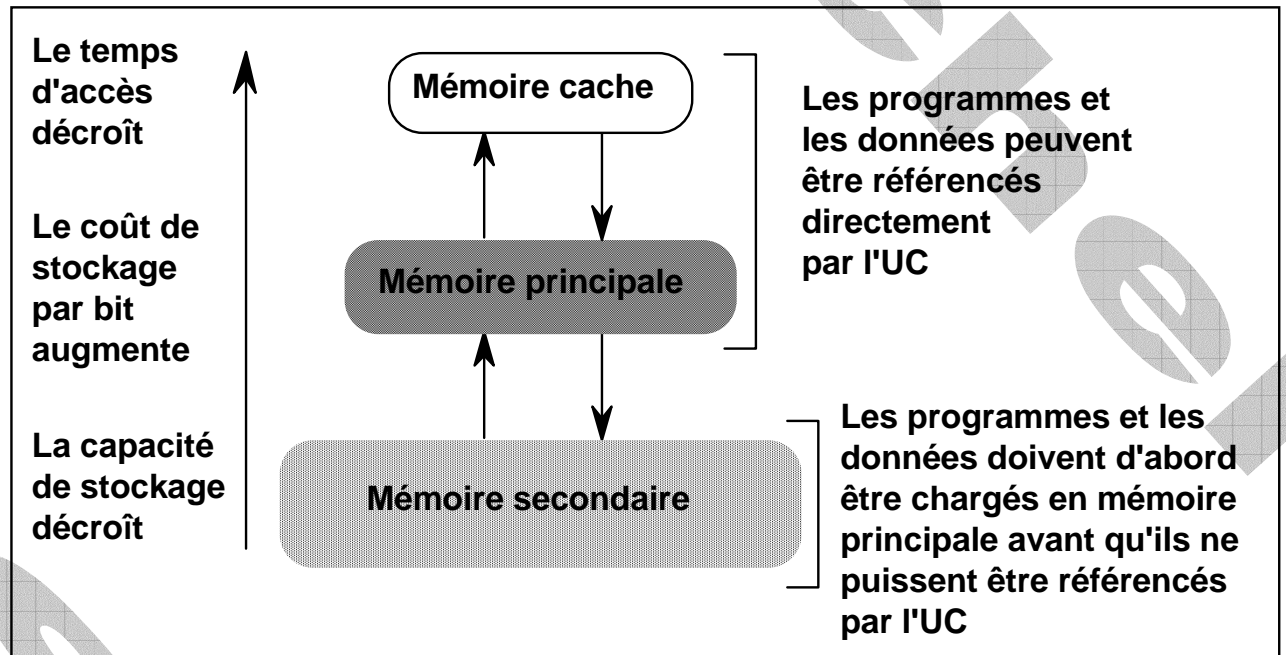 Le temps
d'accès
décroît
Le coût de
stockage
par bit
augmente
La capacité
de stockage
décroît
Mémoire cache
Mémoire principale
Mémoire secondaire
Les programmes et
les données peuvent
être référencés
directement
par l'UC
Les programmes et les
données doivent d'abord
être chargés en mémoire
principale avant qu'ils ne
puissent être référencés
par l'UC